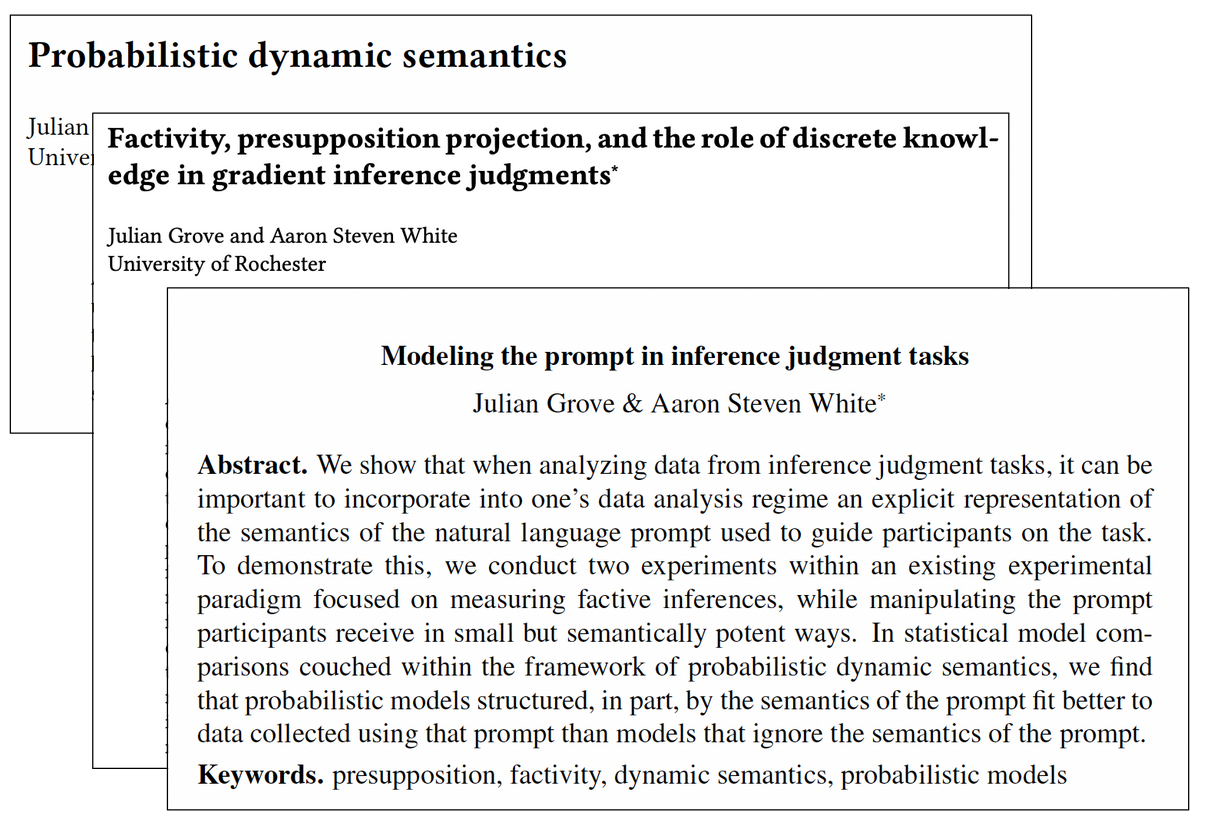 Probabilistic dynamic semantics
Julian
Univer
Factivity, presupposition projection, and the role of discrete knowl-
edge in gradient inference judgments*
Julian Grove and Aaron Steven White
University of Rochester
Modeling the prompt in inference judgment tasks
Julian Grove & Aaron Steven White*
Abstract. We show that when analyzing data from inference judgment tasks, it can be
important to incorporate into one's data analysis regime an explicit representation of
the semantics of the natural language prompt used to guide participants on the task.
To demonstrate this, we conduct two experiments within an existing experimental
paradigm focused on measuring factive inferences, while manipulating the prompt
participants receive in small but semantically potent ways. In statistical model com-
parisons couched within the framework of probabilistic dynamic semantics, we find
that probabilistic models structured, in part, by the semantics of the prompt fit better to
data collected using that prompt than models that ignore the semantics of the prompt.
Keywords. presupposition, factivity, dynamic semantics, probabilistic models